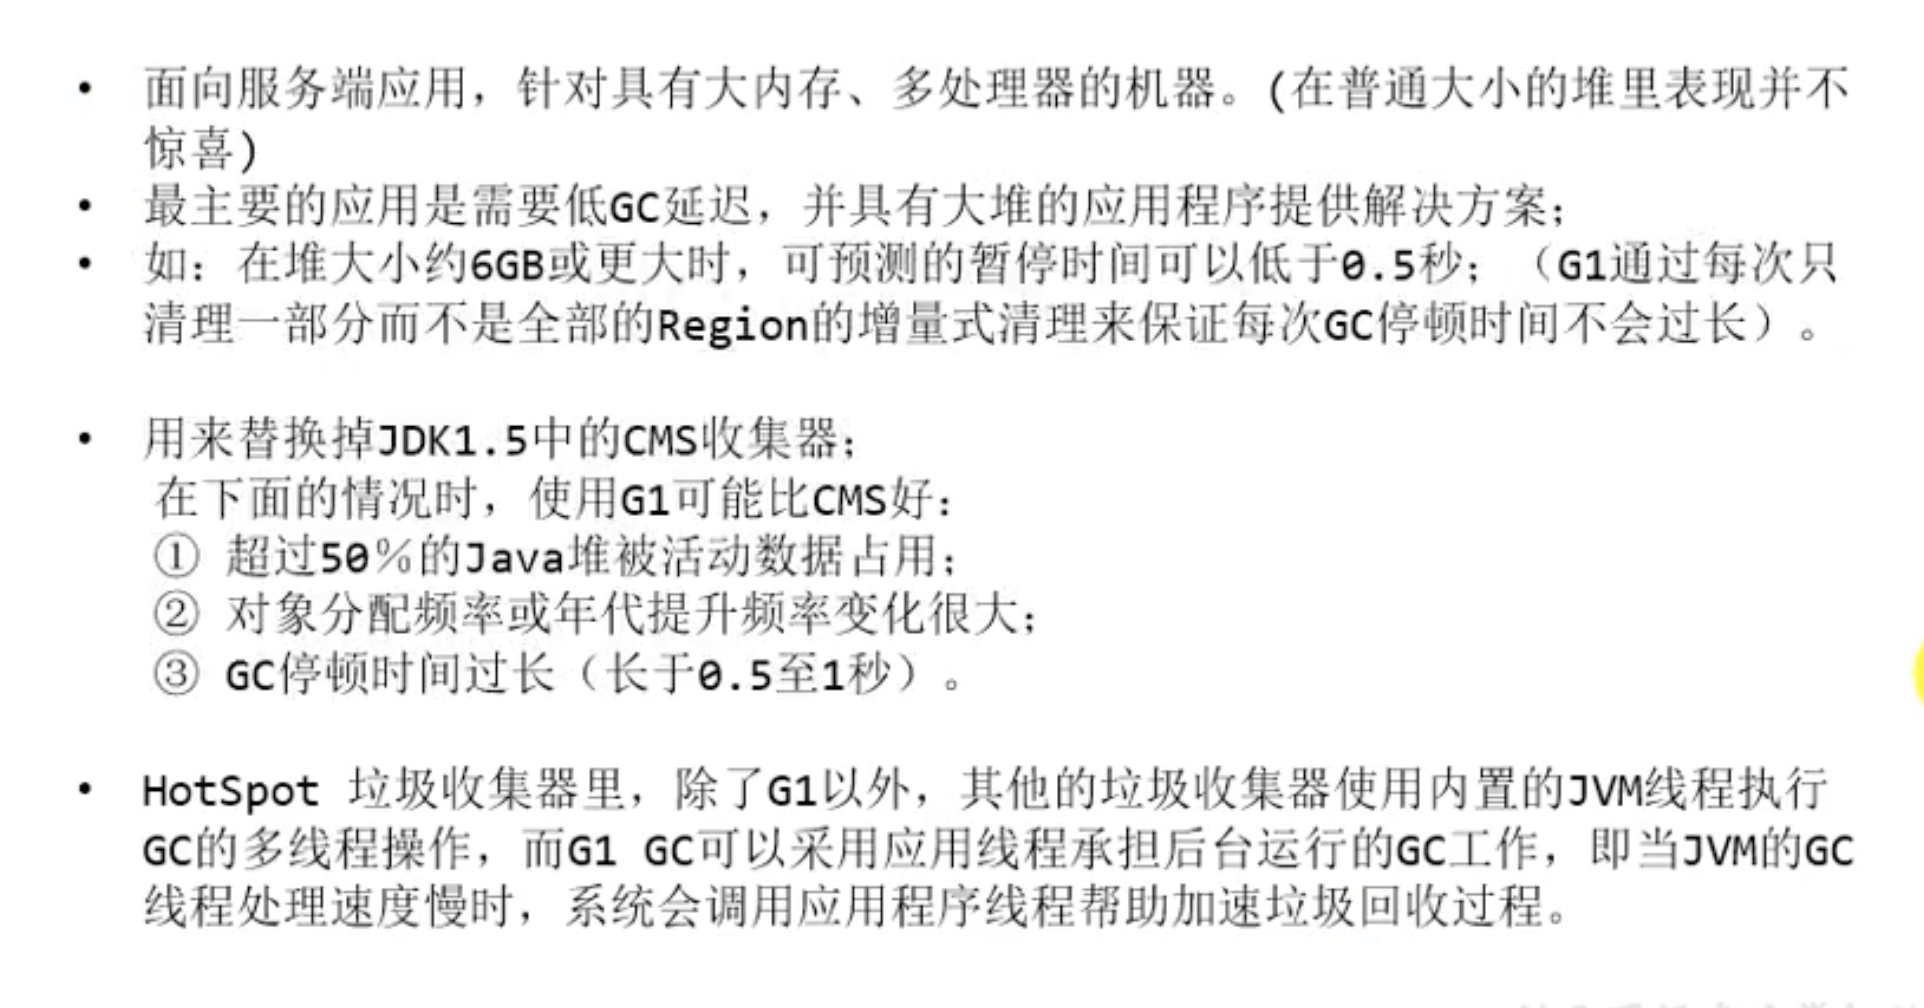 • 面向服务端应用，针对具有大内存、多处理器的机器。(在普通大小的堆里表现并不
惊喜)
• 最主要的应用是需要低GC延迟，并具有大堆的应用程序提供解决方案；
• 如：在堆大小约6GB或更大时，可预测的暂停时间可以低于0.5秒；（G1通过每次只
清理一部分而不是全部的Region的增量式清理来保证每次GC停顿时间不会过长）。
• 用来替换掉JDK1.5中的CMS收集器；
在下面的情况时，使用G1可能比CMS好：
① 超过50％的Java堆被活动数据占用；
② 对象分配频率或年代提升频率变化很大；
③ GC停顿时间过长（长于0.5至1秒）。
• HotSpot 垃圾收集器里，除了G1以外，其他的垃圾收集器使用内置的JVM线程执行
GC的多线程操作，而G1 GC可以采用应用线程承担后台运行的GC工作，即当JVM的GC
线程处理速度慢时，系统会调用应用程序线程帮助加速垃圾回收过程。